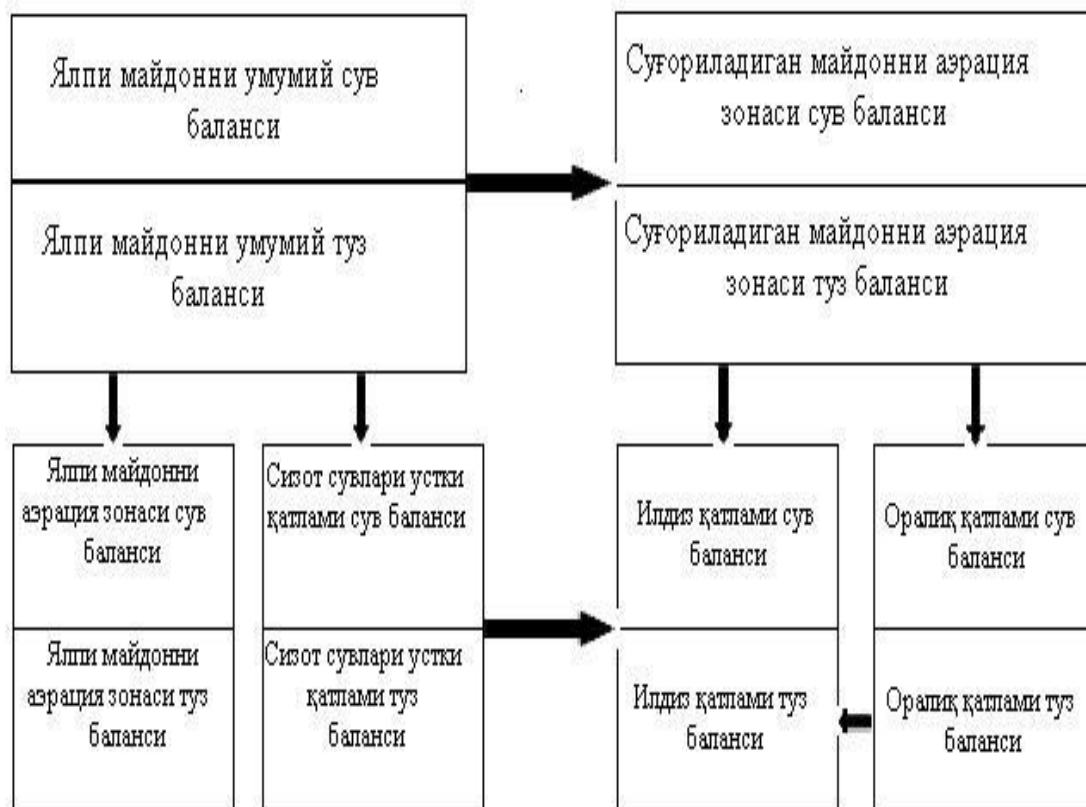 Ялпи майдонни умумий сув
баланси
Ялпи майдонни умумий туз
баланси
Суғориладиган майдонни аэрация
зонаси сув баланси
Суғориладиган майдонни аэрация
зонаси туз баланси
Ялпи майдонни
аэрация зонаси сув
баланси
Ялпи майдонни
аэрация зонаси туз
баланси
Сизот сувлари устки
қатлами сув баланси
Сизот сувлари устки
қатлами туз
баланси
Илдиз қатлами сув
баланси
Илдиз қатлами туз
баланси
Оралиқ қатлами сув
баланси
Оралиқ қатлами туз
баланси